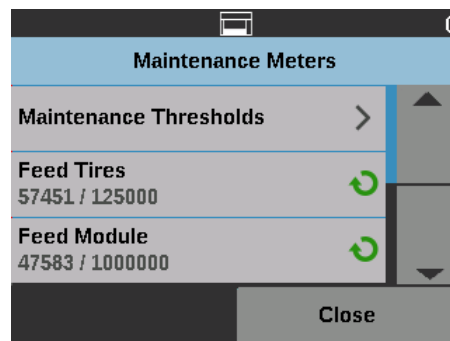 Maintenance Meters
Maintenance Thresholds
Feed Tires
57451 / 125000
Feed Module
47583 / 1000000
Close